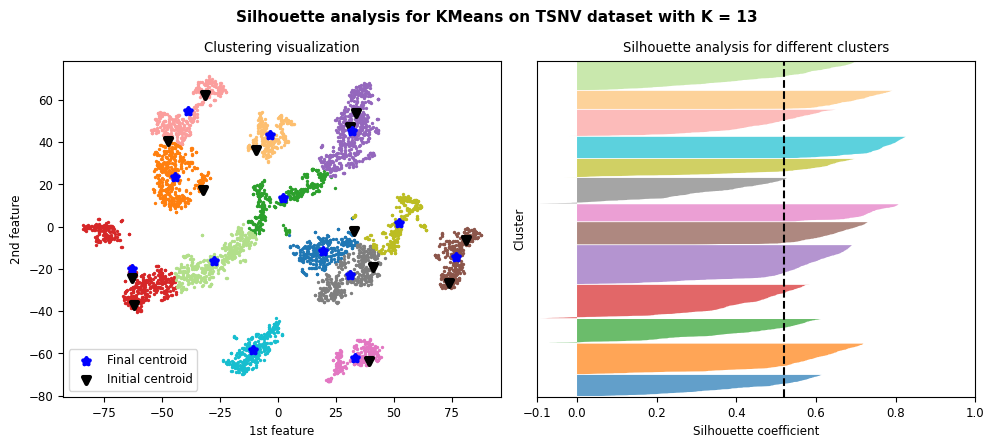 Silhouette analysis for KMeans on TSNV dataset with K = 13
Clustering visualization
2nd feature
60
40
20
0
−20
−40
−60
−80
Final centroid
Initial centroid
−75
−50
−25
0
25
50
75
1st feature
Silhouette analysis for different clusters
Cluster
−0.1
0.0
0.2
0.4
0.6
0.8
1.0
Silhouette coefficient